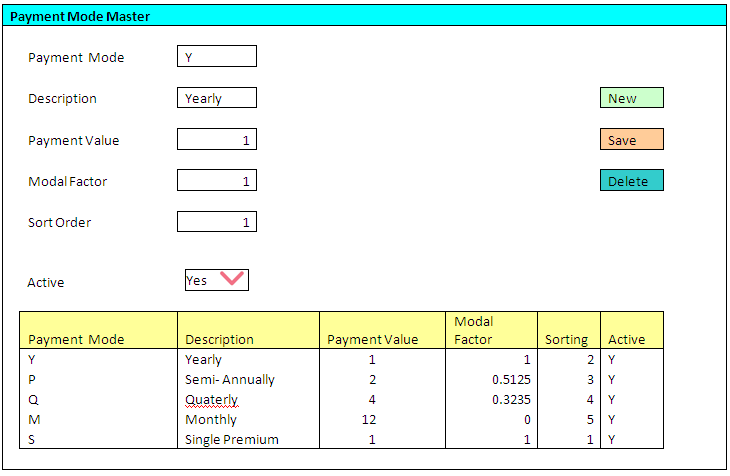 Payment Mode Master
Payment Mode Y
Description Yearly New
Payment Value 1 Save
Modal Factor 1 Delete
Sort Order 1
Active Yes
Payment Mode Description Payment Value Modal Factor Sorting Active
Y Yearly 1 1 2 Y
P Semi- Annually 2 0.5125 3 Y
Q Quaterly 4 0.3235 4 Y
M Monthly 12 0 5 Y
S Single Premium 1 1 1 Y